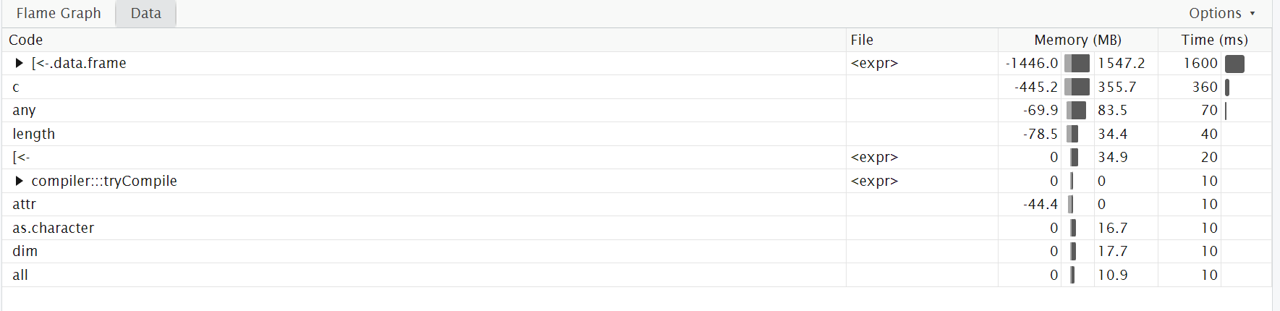 Flame Graph Data Options ▾
Code File Memory (MB) Time (ms)
▶ [<-.data.frame <expr> -1446.0 1547.2 1600
c -445.2 355.7 360
any -69.9 83.5 70
length -78.5 34.4 40
[<- <expr> 0 34.9 20
▶ compiler:::tryCompile <expr> 0 0 10
attr -44.4 0 10
as.character 0 16.7 10
dim 0 17.7 10
all 0 10.9 10